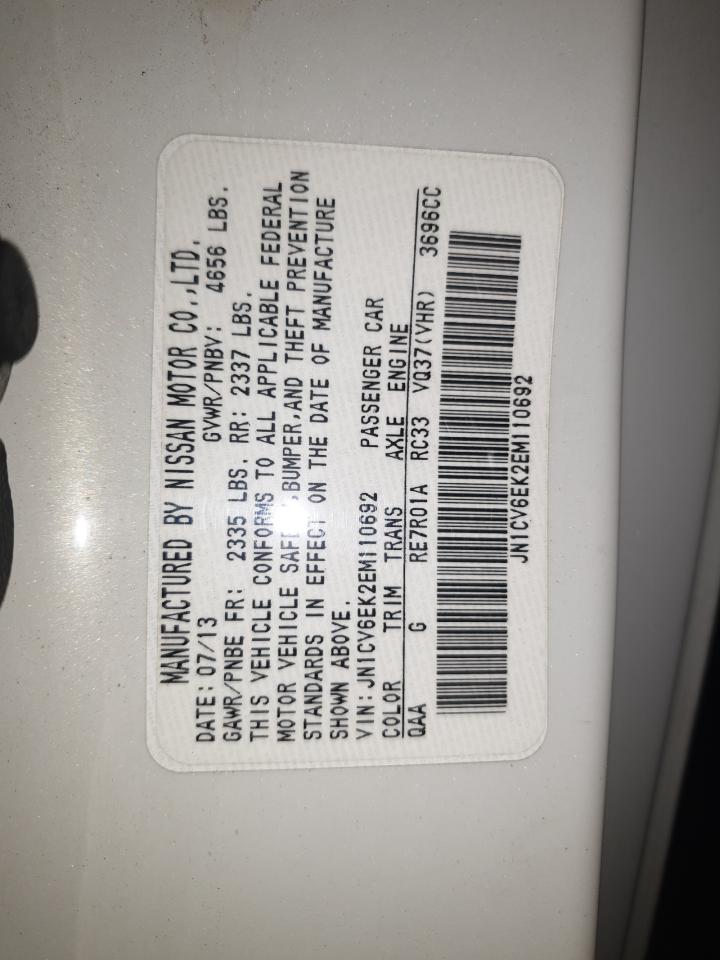 MANUFACTURED BY NISSAN MOTOR CO.,LTD.
DATE: 07/13 GVWR/PNBV: 4656 LBS.
GAWR/PNBE FR: 2335 LBS. RR: 2337 LBS.
THIS VEHICLE CONFORMS TO ALL APPLICABLE FEDERAL
MOTOR VEHICLE BUMPER,AND THEFT PREVENTION
STANDARDS IN EFFECT ON THE DATE OF MANUFACTURE
SHOWN ABOVE.
VIN:JN1CV6EK2EM110692 PASSENGER CAR
COLOR TRIM TRANS AXLE ENGINE
QAA G RE7R01A RC33 VQ37(VHR) 3696CC
JN1CV6EK2EM110692